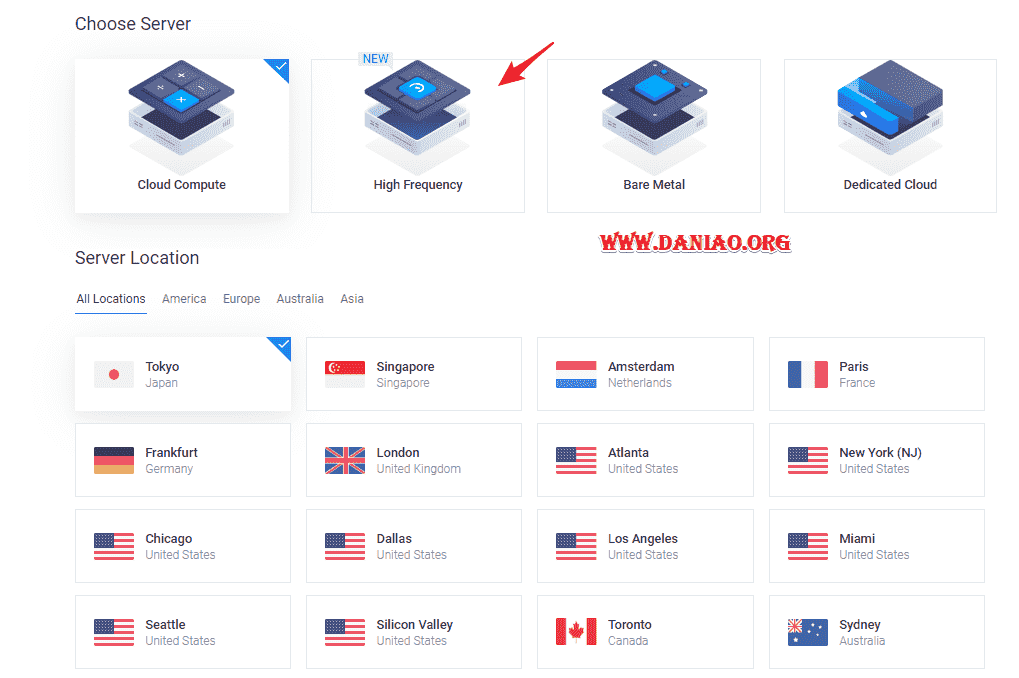 Choose Server
NEW
Cloud Compute
High Frequency
Bare Metal
Dedicated Cloud
WWW.DANIAO.ORG
Server Location
All Locations America Europe Australia Asia
Tokyo
Japan
Singapore
Singapore
Amsterdam
Netherlands
Paris
France
Frankfurt
Germany
London
United Kingdom
Atlanta
United States
New York (NJ)
United States
Chicago
United States
Dallas
United States
Los Angeles
United States
Miami
United States
Seattle
United States
Silicon Valley
United States
Toronto
Canada
Sydney
Australia